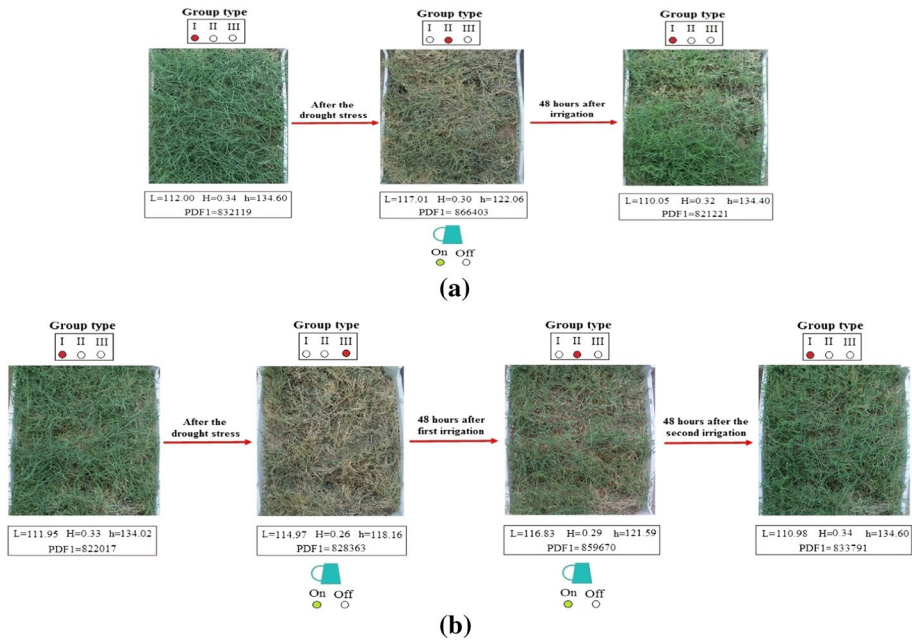 Group type
I II III
Group type
I II III
Group type
I II III
After the
drought stress
48 hours after
irrigation
L=112.00 H=0.34 h=134.60
PDF1=832119
L=117.01 H=0.30 h=122.06
PDF1= 866403
L=110.05 H=0.32 h=134.40
PDF1=821221
On Off
(a)
Group type
I II III
Group type
I II III
Group type
I II III
Group type
I II III
After the
drought stress
48 hours after
first irrigation
48 hours after the
second irrigation
L=111.95 H=0.33 h=134.02
PDF1=822017
L=114.97 H=0.26 h=118.16
PDF1=828363
L=116.83 H=0.29 h=121.59
PDF1=859670
L=110.98 H=0.34 h=134.60
PDF1=833791
On Off
On Off
(b)